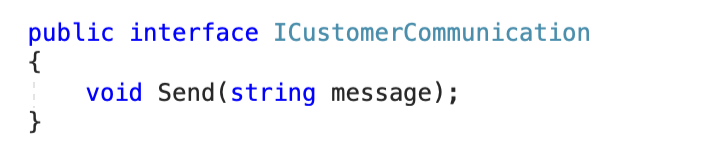 public interface ICustomerCommunication
{
    void Send(string message);
}